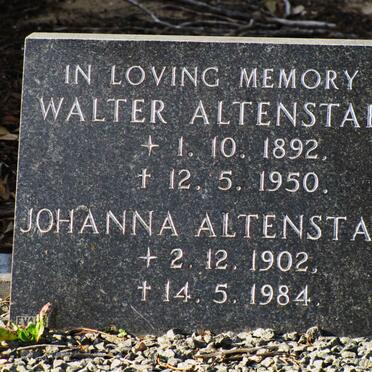 IN LOVING MEMORY
WALTER ALTENSTA
+ 1. 10. 1892.
† 12. 5. 1950.
JOHANNA ALTENSTA
+ 2. 12. 1902.
† 14. 5. 1984.